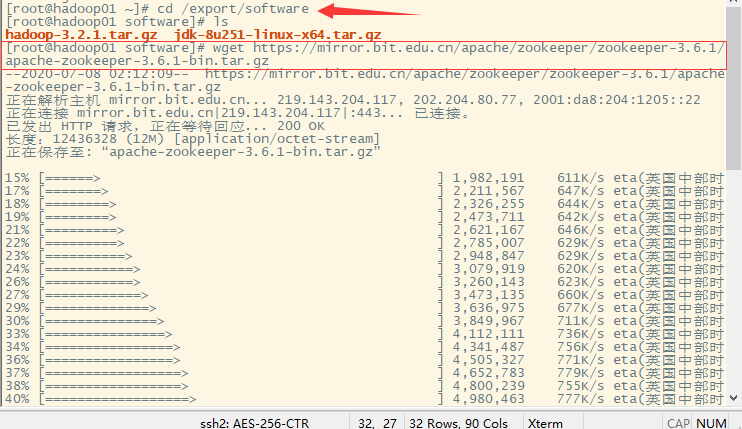 [root@hadoop01 ~]# cd /export/software
[root@hadoop01 software]# ls
hadoop-3.2.1.tar.gz  jdk-8u251-linux-x64.tar.gz
[root@hadoop01 software]# wget https://mirror.bit.edu.cn/apache/zookeeper/zookeeper-3.6.1/
apache-zookeeper-3.6.1-bin.tar.gz
--2020-07-08 02:12:09--  https://mirror.bit.edu.cn/apache/zookeeper/zookeeper-3.6.1/apache
-zookeeper-3.6.1-bin.tar.gz
正在解析主机 mirror.bit.edu.cn... 219.143.204.117, 202.204.80.77, 2001:da8:204:1205::22
正在连接 mirror.bit.edu.cn|219.143.204.117|:443... 已连接。
已发出 HTTP 请求，正在等待回应... 200 OK
长度：12436328 (12M) [application/octet-stream]
正在保存至: “apache-zookeeper-3.6.1-bin.tar.gz”
15% [======>                ] 1,982,191    611K/s eta(英国中部时
17% [=======>               ] 2,211,567    647K/s eta(英国中部时
18% [========>              ] 2,326,255    644K/s eta(英国中部时
19% [========>              ] 2,473,711    642K/s eta(英国中部时
21% [=========>             ] 2,621,167    646K/s eta(英国中部时
22% [=========>             ] 2,785,007    629K/s eta(英国中部时
23% [==========>            ] 2,948,847    629K/s eta(英国中部时
24% [===========>           ] 3,079,919    620K/s eta(英国中部时
26% [===========>           ] 3,260,143    623K/s eta(英国中部时
27% [============>          ] 3,473,135    660K/s eta(英国中部时
29% [=============>         ] 3,636,975    677K/s eta(英国中部时
30% [==============>        ] 3,849,967    711K/s eta(英国中部时
33% [===============>       ] 4,112,111    736K/s eta(英国中部时
34% [================>      ] 4,341,487    756K/s eta(英国中部时
36% [================>      ] 4,505,327    771K/s eta(英国中部时
37% [=================>     ] 4,652,783    779K/s eta(英国中部时
38% [=================>     ] 4,800,239    755K/s eta(英国中部时
40% [==================>    ] 4,980,463    777K/s eta(英国中部时
ssh2: AES-256-CTR  32, 27  32 Rows, 90 Cols  Xterm  CAP  NUM